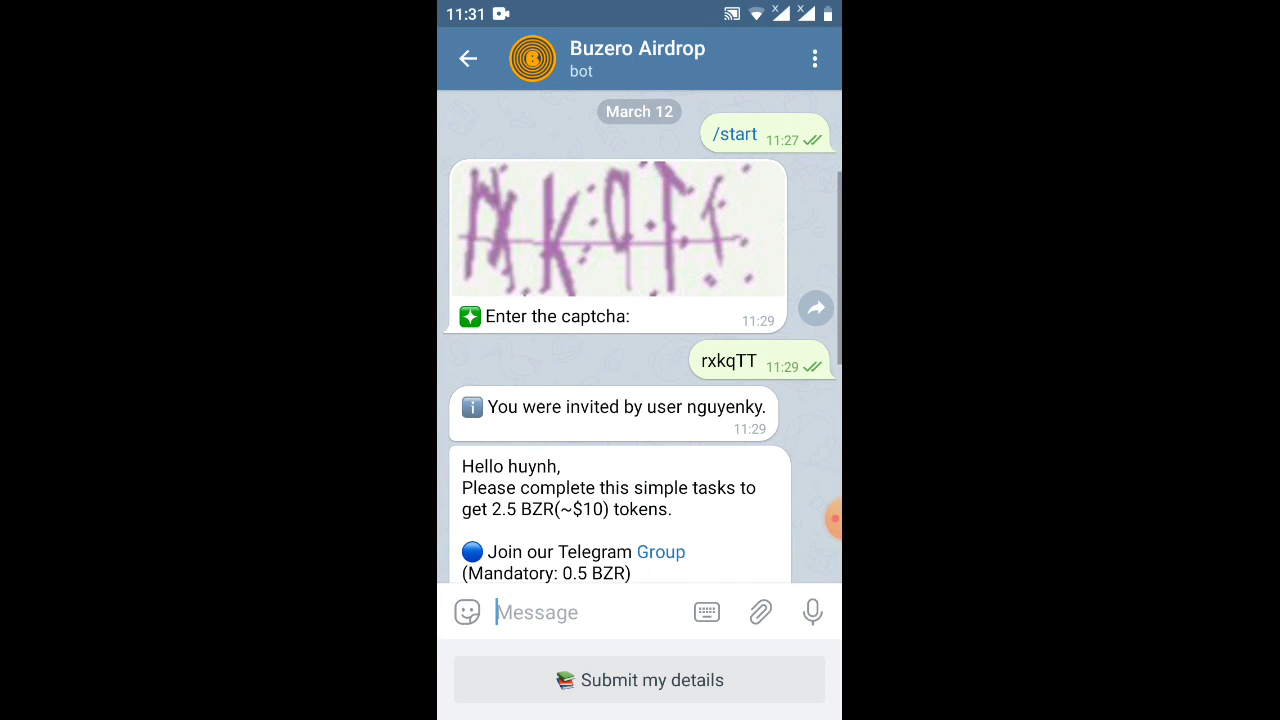 11:31
Buzero Airdrop
bot
March 12
/start 11:27
Enter the captcha:
11:29
rxkqTT 11:29
You were invited by user nguyenky.
11:29
Hello huynh,
Please complete this simple tasks to
get 2.5 BZR(~$10) tokens.
Join our Telegram Group
(Mandatory: 0.5 BZR)
Message
Submit my details